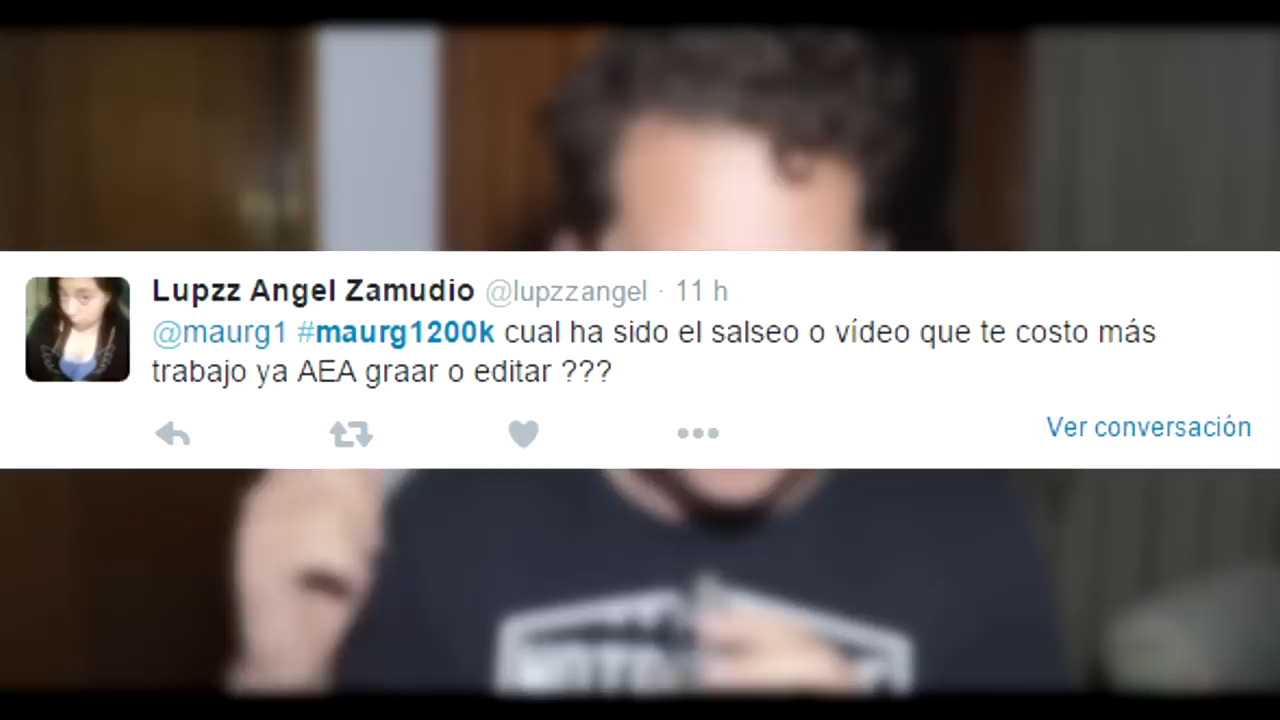 Lupzz Angel Zamudio @lupzzangel · 11 h
@maurg1 #maurg1200k cual ha sido el salseo o vídeo que te costo más
trabajo ya AEA graar o editar ???
Ver conversación